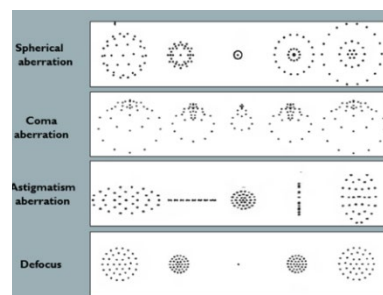 Spherical
aberration
Coma
aberration
Astigmatism
aberration
Defocus